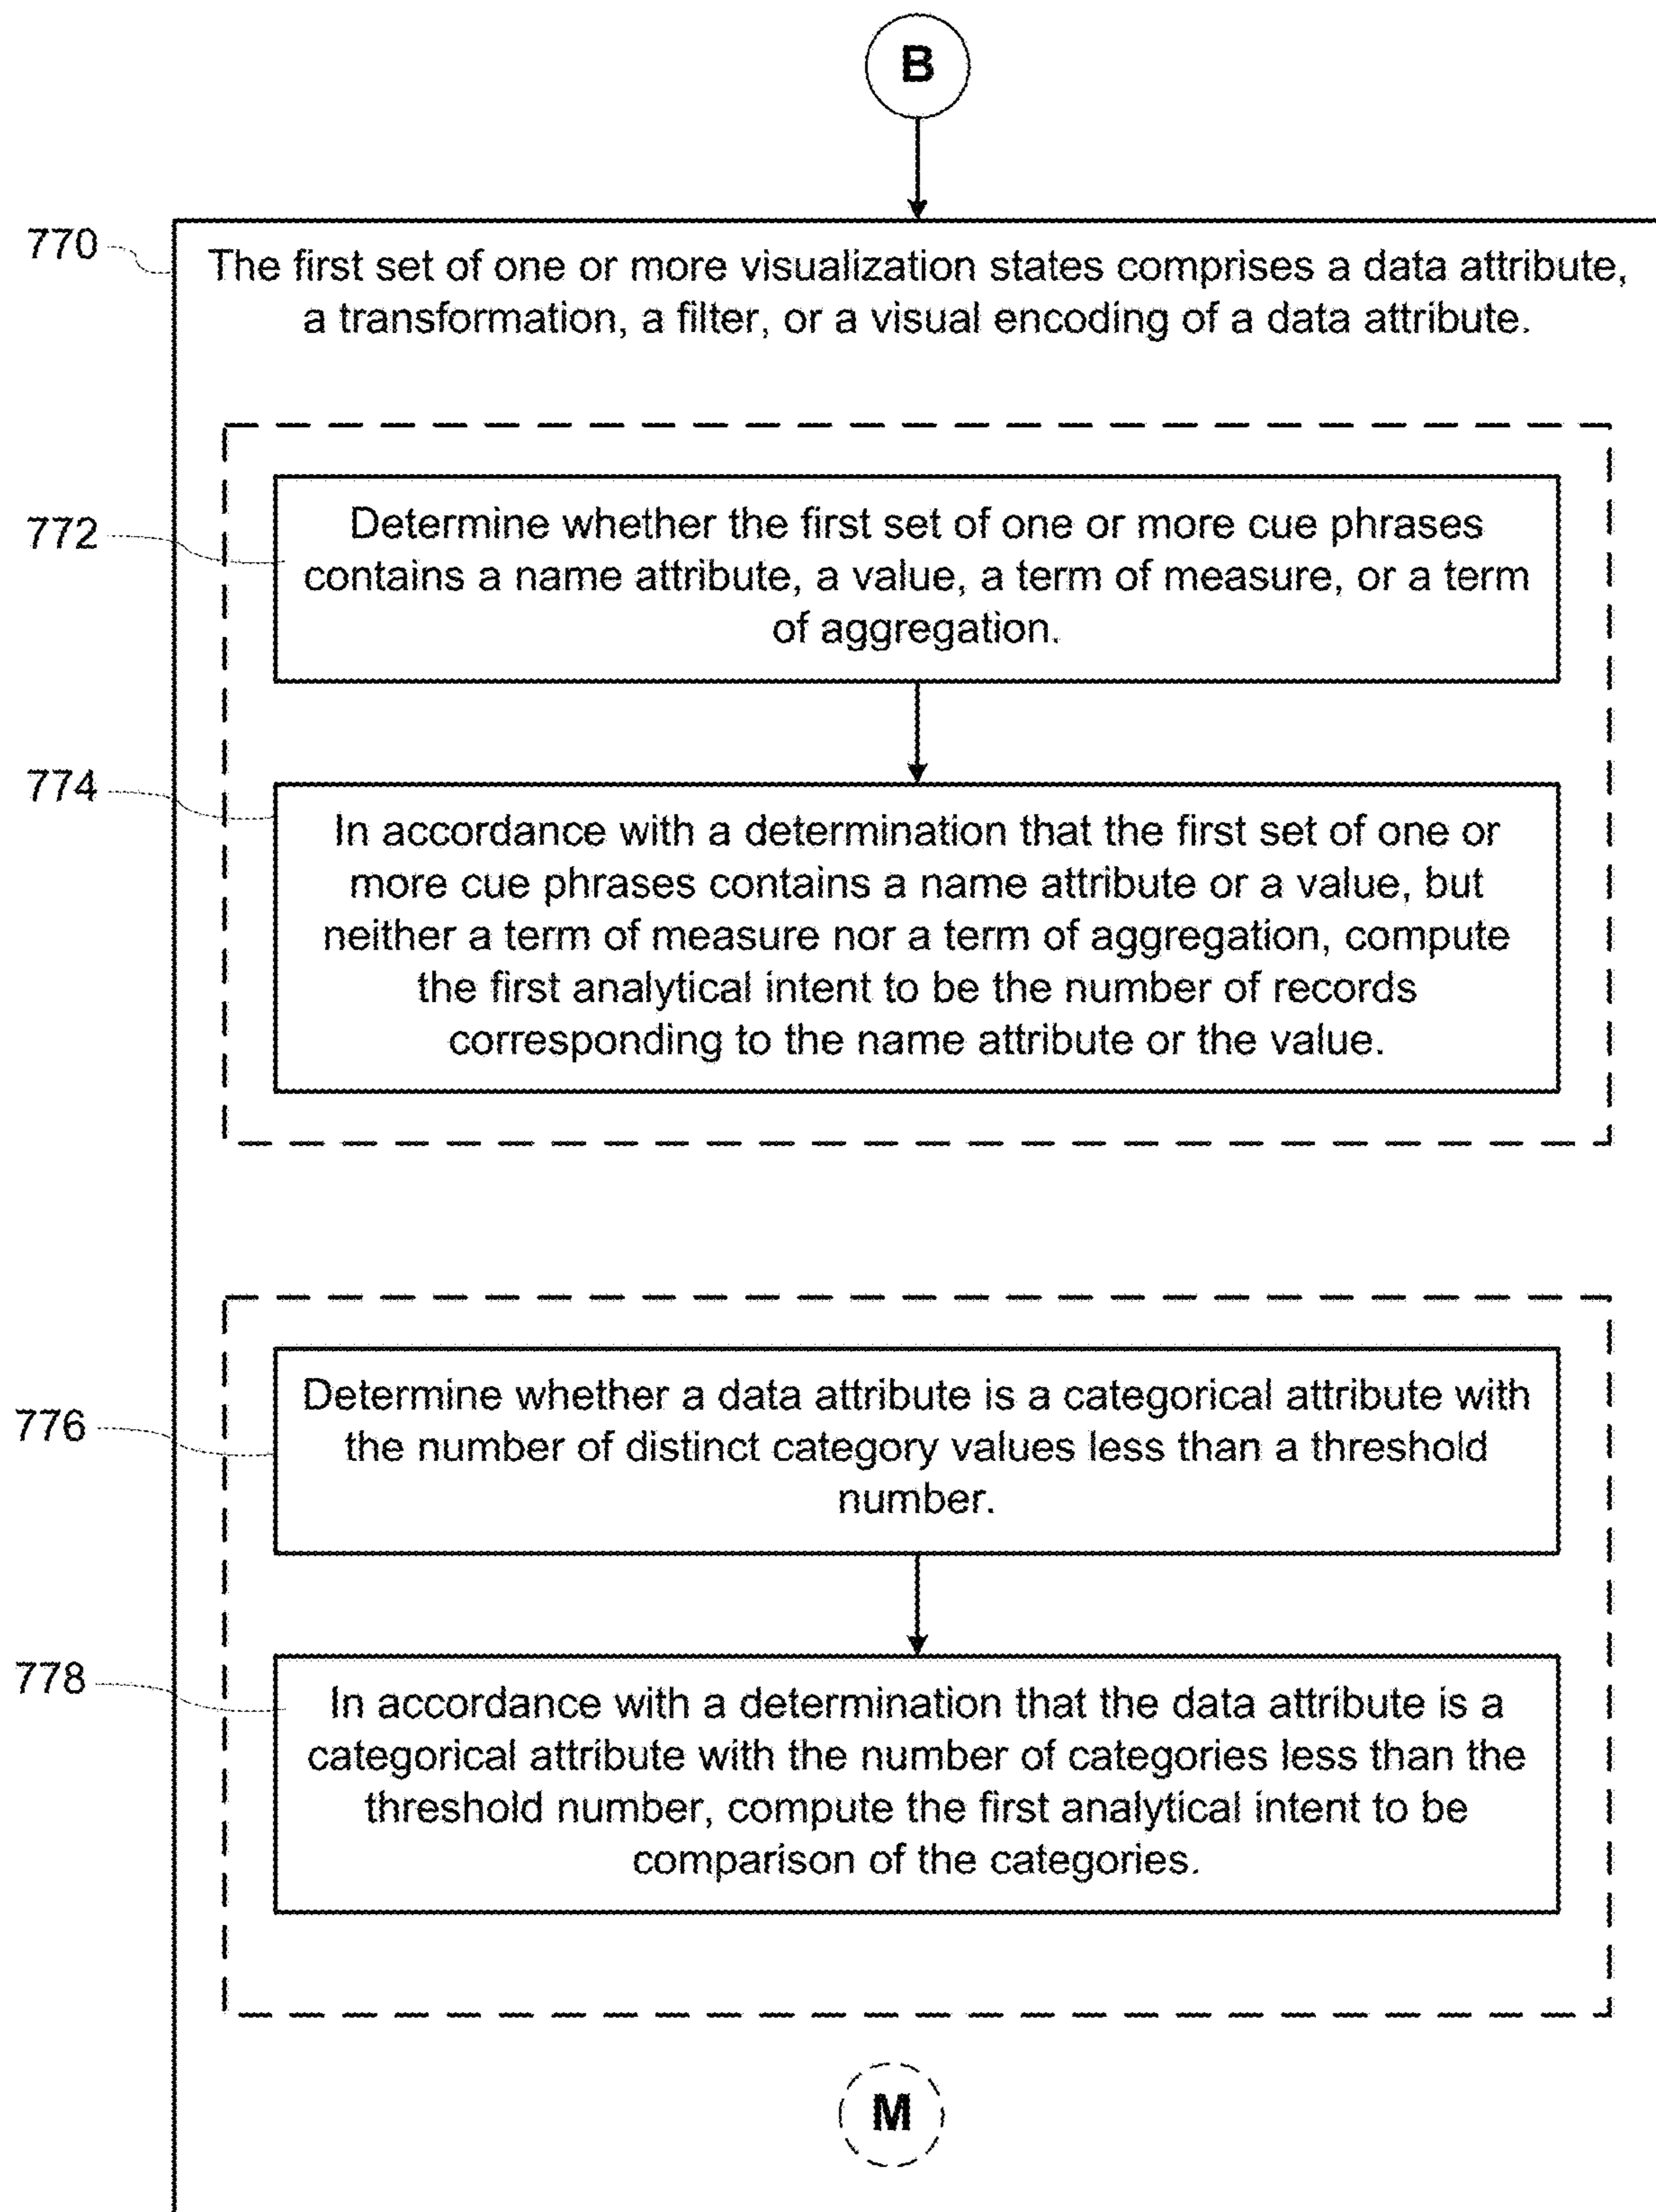 B
770
The first set of one or more visualization states comprises a data attribute,
a transformation, a filter, or a visual encoding of a data attribute.
772
Determine whether the first set of one or more cue phrases
contains a name attribute, a value, a term of measure, or a term
of aggregation.
774
In accordance with a determination that the first set of one or
more cue phrases contains a name attribute or a value, but
neither a term of measure nor a term of aggregation, compute
the first analytical intent to be the number of records
corresponding to the name attribute or the value.
776
Determine whether a data attribute is a categorical attribute with
the number of distinct category values less than a threshold
number.
778
In accordance with a determination that the data attribute is a
categorical attribute with the number of categories less than the
threshold number, compute the first analytical intent to be
comparison of the categories.
M